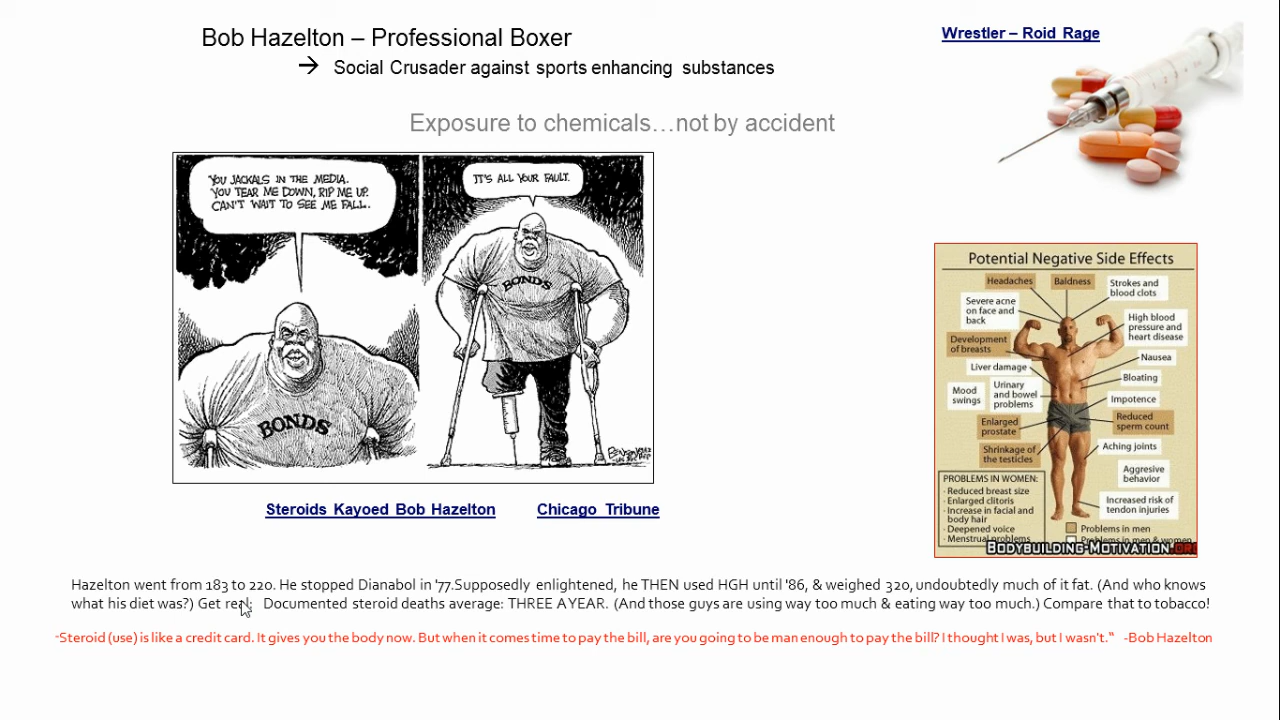 Bob Hazelton – Professional Boxer
→ Social Crusader against sports enhancing substances
Wrestler – Roid Rage
Exposure to chemicals…not by accident
YOU JACKALS IN THE MEDIA.
YOU TEAR ME DOWN, RIP ME UP.
CAN'T WAIT TO SEE ME FALL.
BONDS
IT'S ALL YOUR FAULT.
BONDS
Steroids Kayoed Bob Hazelton
Chicago Tribune
Potential Negative Side Effects
Headaches
Baldness
Strokes and
blood clots
Severe acne
on face and
back
High blood
pressure and
heart disease
Development
of breasts
Nausea
Liver damage
Bloating
Mood
swings
Urinary
and bowel
problems
Impotence
Enlarged
prostate
Reduced
sperm count
Shrinkage of
the testicles
Aching joints
Aggresive
behavior
Increased risk of
tendon injuries
PROBLEMS IN WOMEN:
· Reduced breast size
· Enlarged clitoris
· Increase in facial and
body hair
· Deepened voice
· Menstrual problems
Problems in men
Problems in men & women
BODYBUILDING-MOTIVATION.ORG
Hazelton went from 183 to 220. He stopped Dianabol in '77.Supposedly enlightened, he THEN used HGH until '86, & weighed 320, undoubtedly much of it fat. (And who knows
what his diet was?) Get real: Documented steroid deaths average: THREE A YEAR. (And those guys are using way too much & eating way too much.) Compare that to tobacco!
"Steroid (use) is like a credit card. It gives you the body now. But when it comes time to pay the bill, are you going to be man enough to pay the bill? I thought I was, but I wasn't." -Bob Hazelton